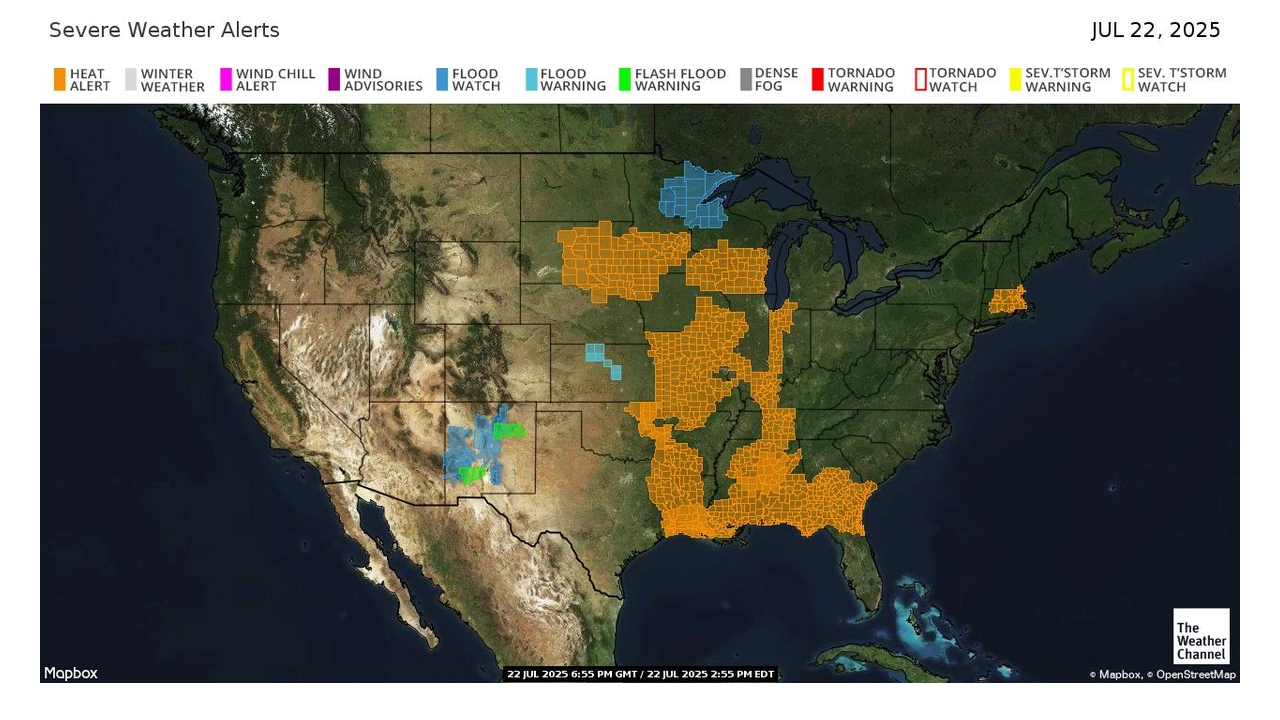 Severe Weather Alerts
JUL 22, 2025
HEAT ALERT
WINTER WEATHER
WIND CHILL ALERT
WIND ADVISORIES
FLOOD WATCH
FLOOD WARNING
FLASH FLOOD WARNING
DENSE FOG
TORNADO WARNING
TORNADO WATCH
SEV.T'STORM WARNING
SEV. T'STORM WATCH
The
Weather
Channel
Mapbox
22 JUL 2025 6:55 PM GMT / 22 JUL 2025 2:55 PM EDT
© Mapbox, © OpenStreetMap